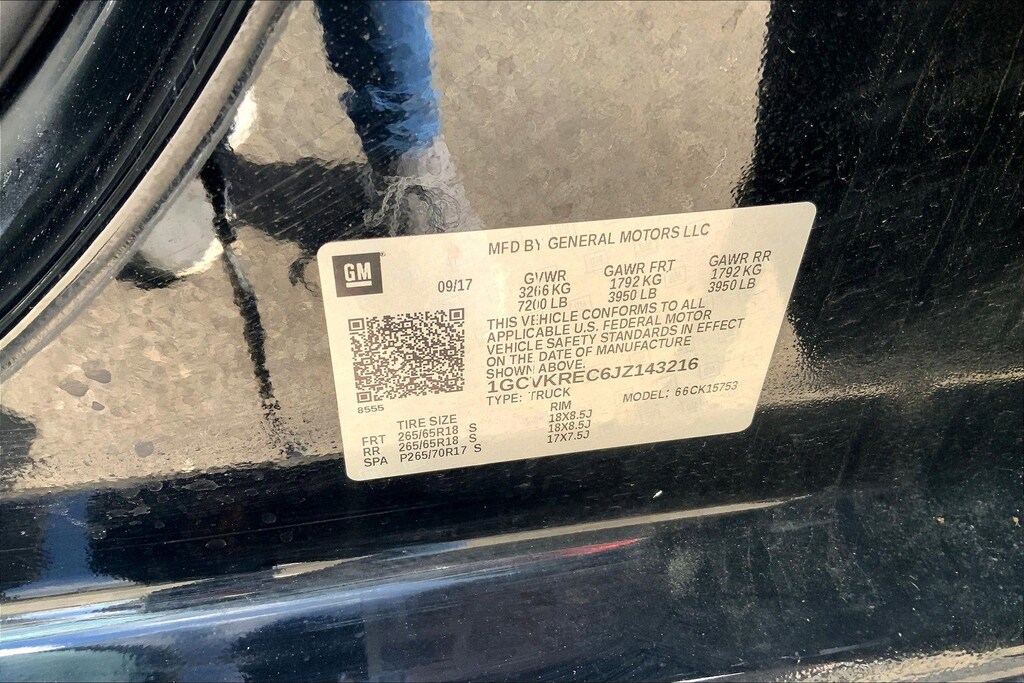 MFD BY GENERAL MOTORS LLC
GM
09/17
GVWR GAWR FRT GAWR RR
3266 KG 1792 KG 1792 KG
7200 LB 3950 LB 3950 LB
THIS VEHICLE CONFORMS TO ALL
APPLICABLE U.S. FEDERAL MOTOR
VEHICLE SAFETY STANDARDS IN EFFECT
ON THE DATE OF MANUFACTURE
SHOWN ABOVE.
1GCVKREC6JZ143216
TYPE: TRUCK MODEL: 66CK15753
8555
TIRE SIZE RIM
FRT 265/65R18 S 18X8.5J
RR 265/65R18 S 18X8.5J
SPA P265/70R17 S 17X7.5J